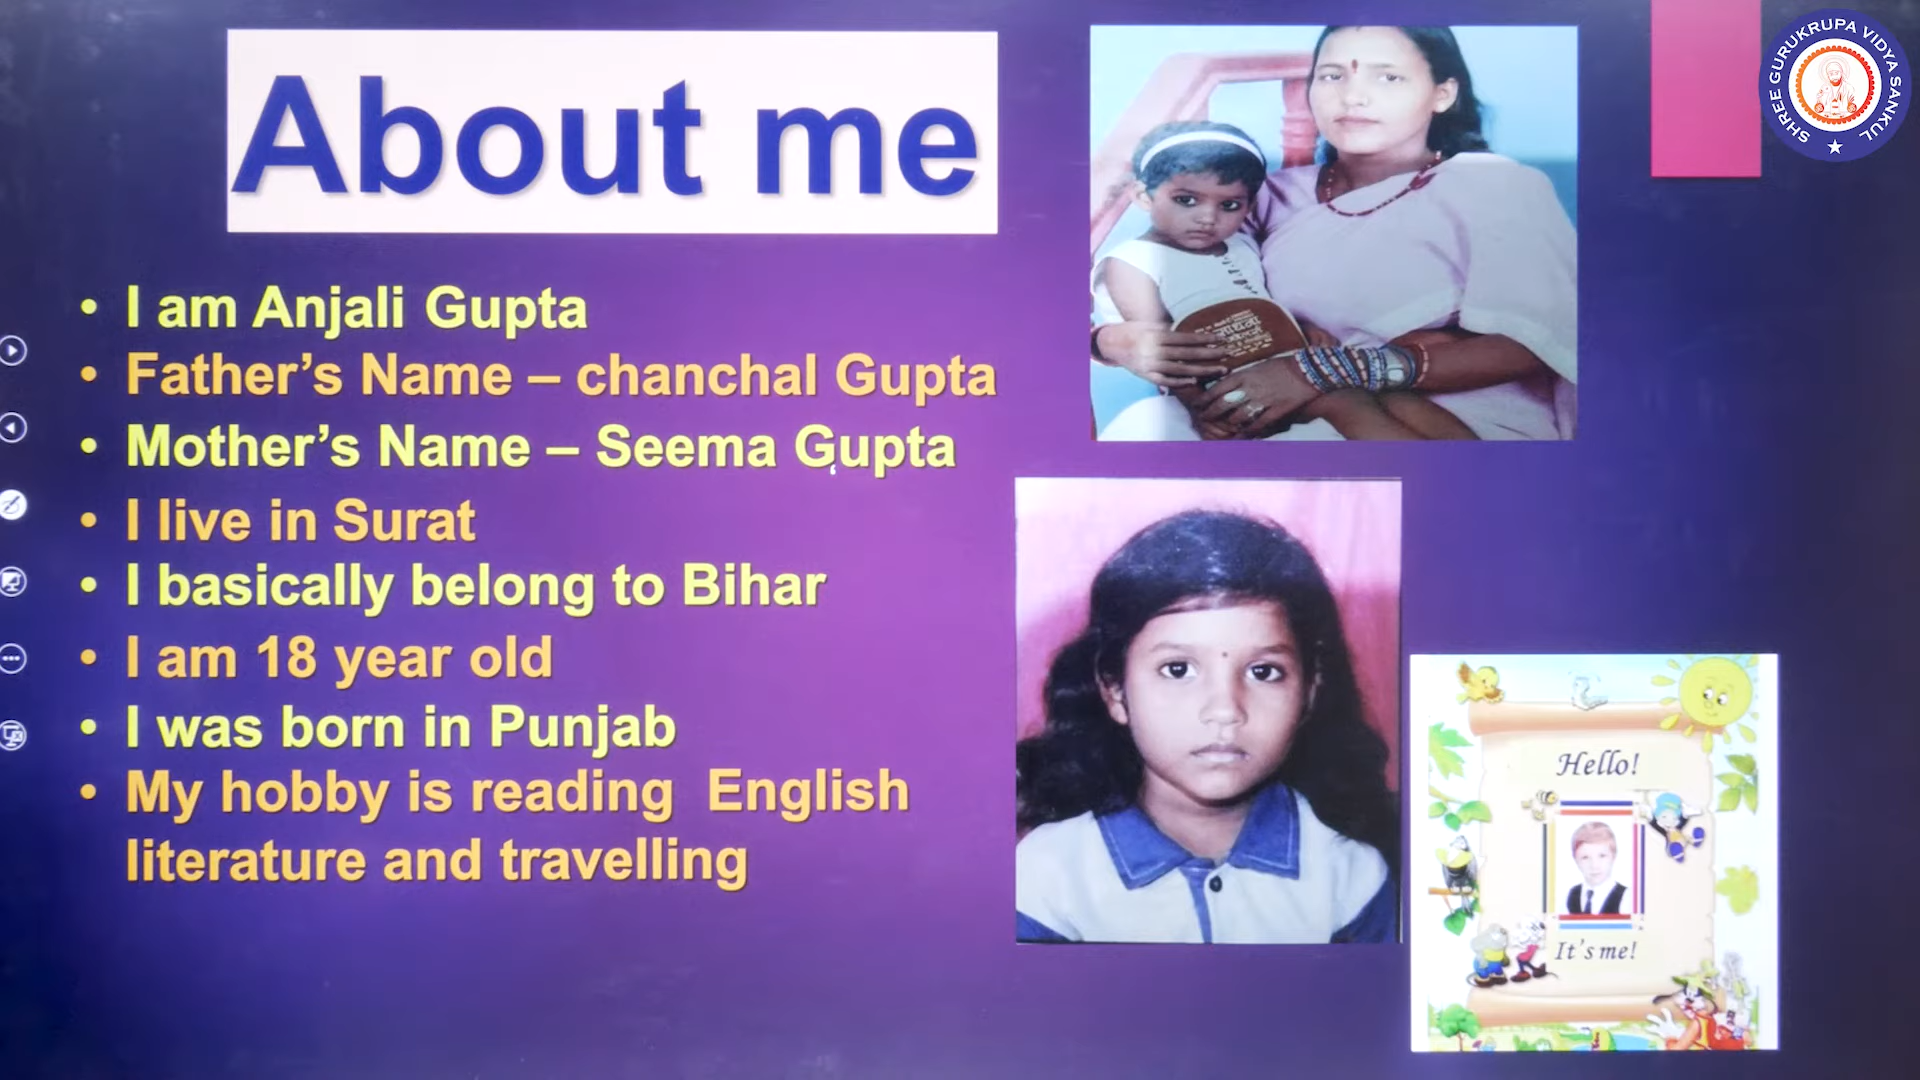 About me
• I am Anjali Gupta
• Father’s Name – chanchal Gupta
• Mother’s Name – Seema Gupta
• I live in Surat
• I basically belong to Bihar
• I am 18 year old
• I was born in Punjab
• My hobby is reading English
literature and travelling
Hello!
It’s me!
SHREE GURUKRUPA VIDYA SANKUL